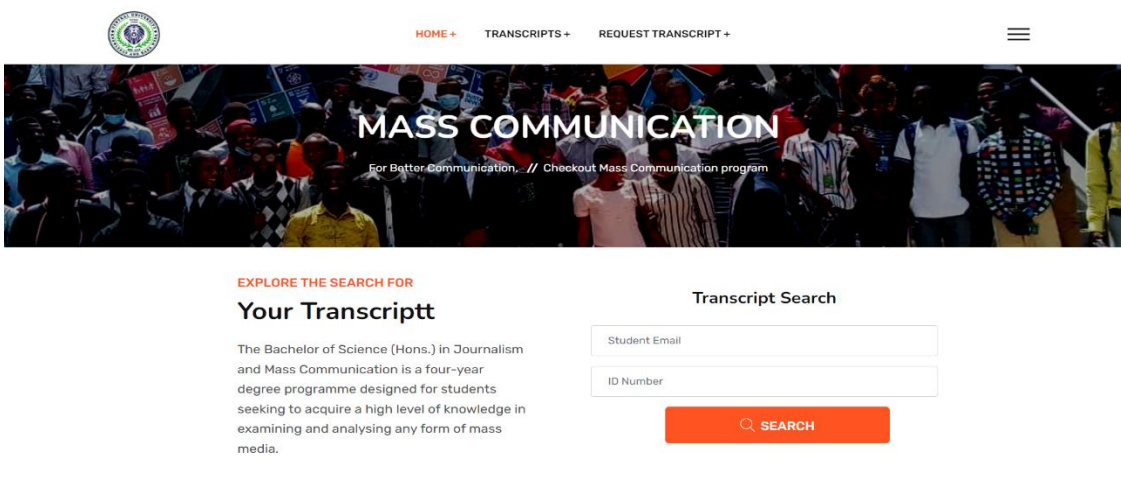 HOME + TRANSCRIPTS + REQUEST TRANSCRIPT +
MASS COMMUNICATION
For Better Communication, // Checkout Mass Communication program
EXPLORE THE SEARCH FOR
Your Transcriptt
The Bachelor of Science (Hons.) in Journalism
and Mass Communication is a four-year
degree programme designed for students
seeking to acquire a high level of knowledge in
examining and analysing any form of mass
media.
Transcript Search
Student Email
ID Number
SEARCH